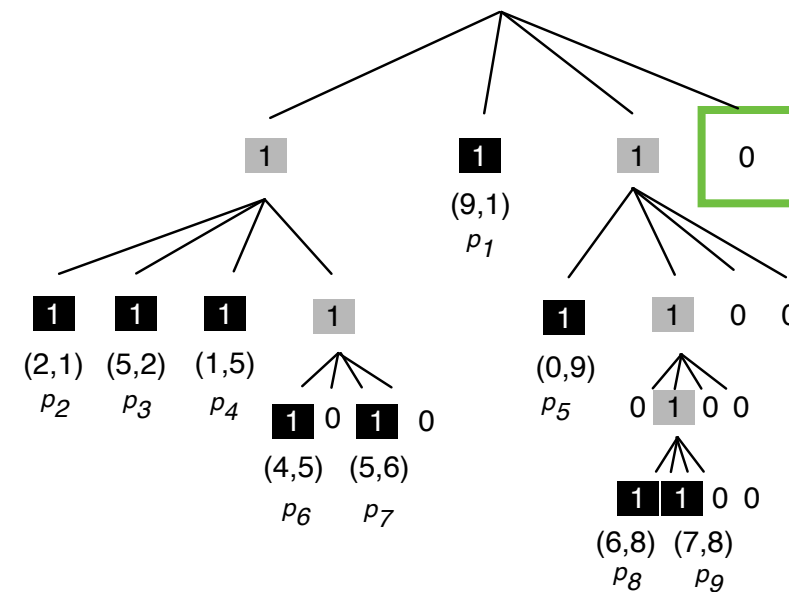 1 1 1 0
(9,1)
p1
1 1 1 1 1 1 0 0
(2,1) (5,2) (1,5) (0,9)
p2 p3 p4 p5
0 1 0 0
1 0 1 0
(4,5) (5,6)
p6 p7
1 1 0 0
(6,8) (7,8)
p8 p9